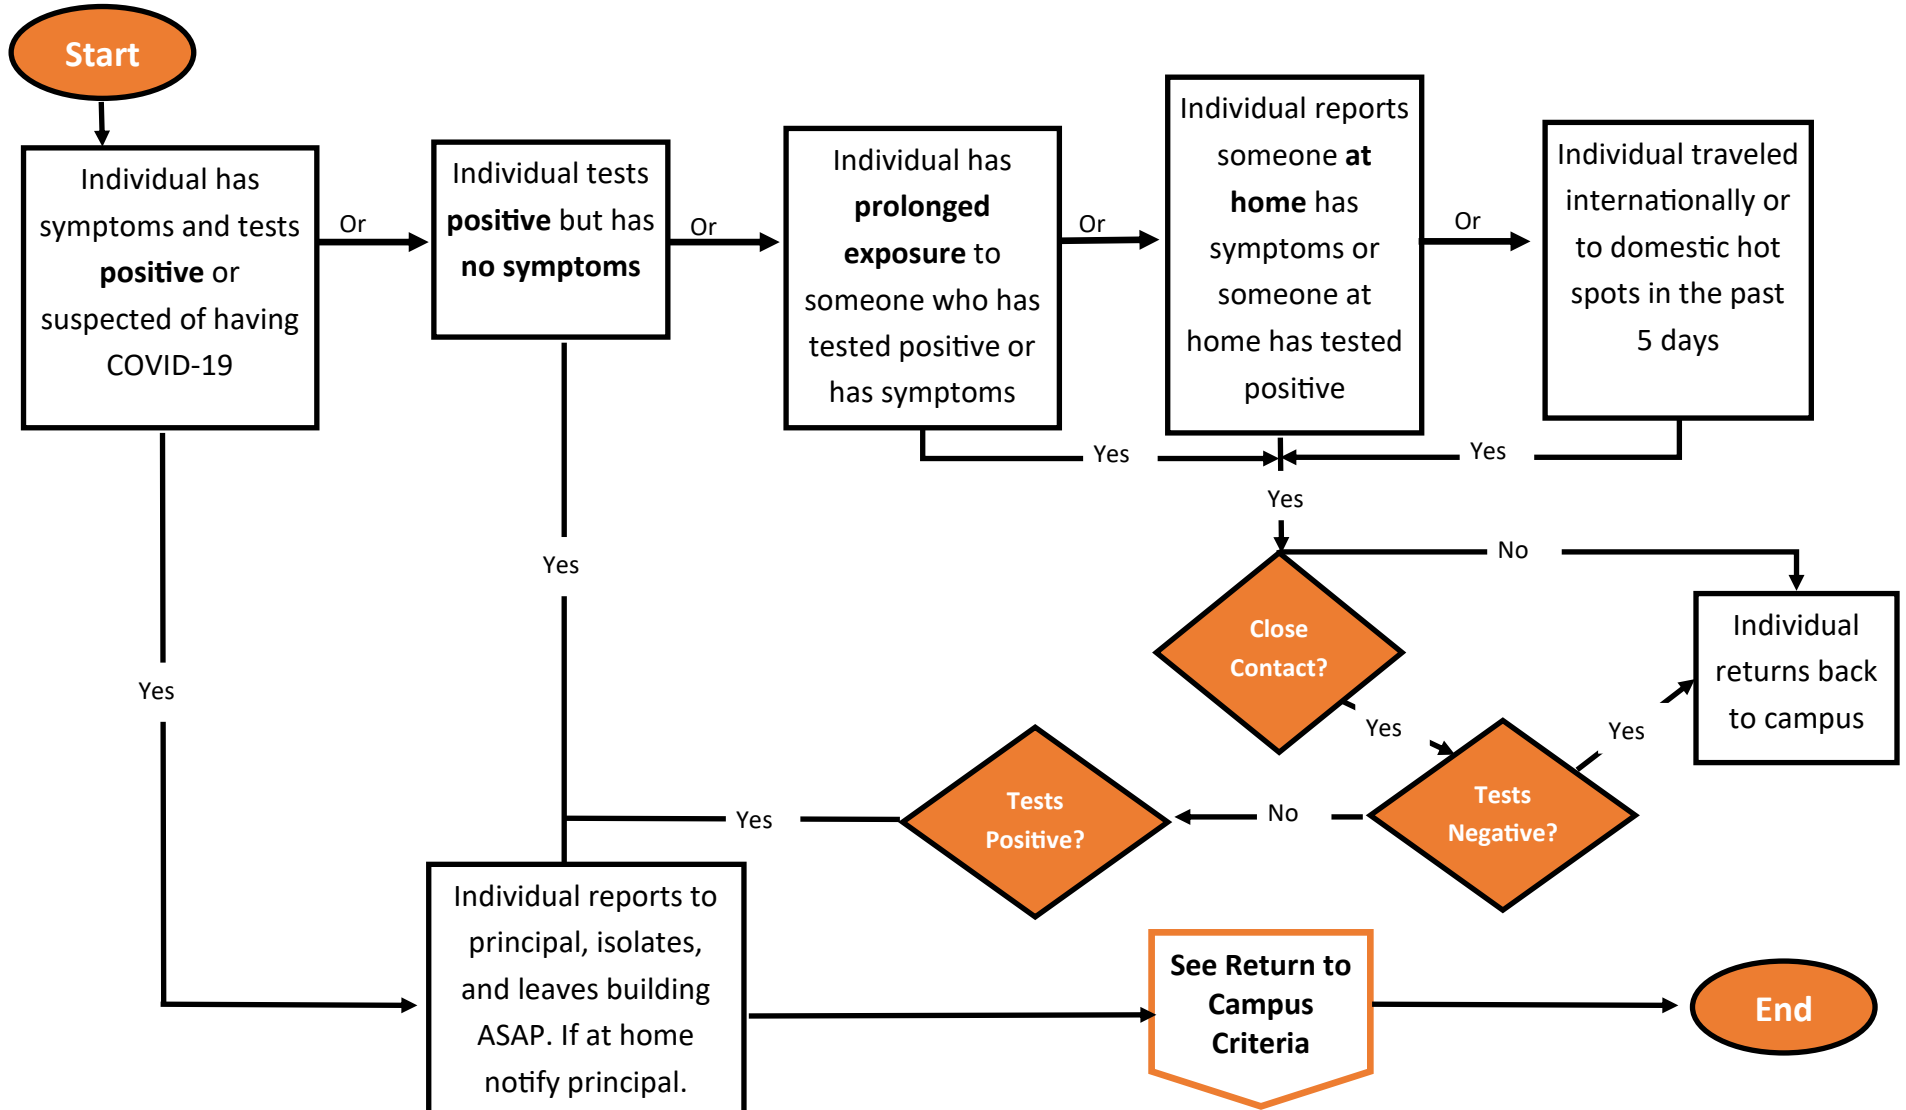 Start
Individual has
symptoms and tests
positive or
suspected of having
COVID-19
Or
Individual tests
positive but has
no symptoms
Or
Individual has
prolonged
exposure to
someone who has
tested positive or
has symptoms
Or
Individual reports
someone at
home has
symptoms or
someone at
home has tested
positive
Or
Individual traveled
internationally or
to domestic hot
spots in the past
5 days
Yes
Yes
Yes
No
Yes
Yes
Close
Contact?
Individual
returns back
to campus
Yes
Yes
Tests
Negative?
No
Tests
Positive?
Yes
Individual reports to
principal, isolates,
and leaves building
ASAP. If at home
notify principal.
See Return to
Campus
Criteria
End